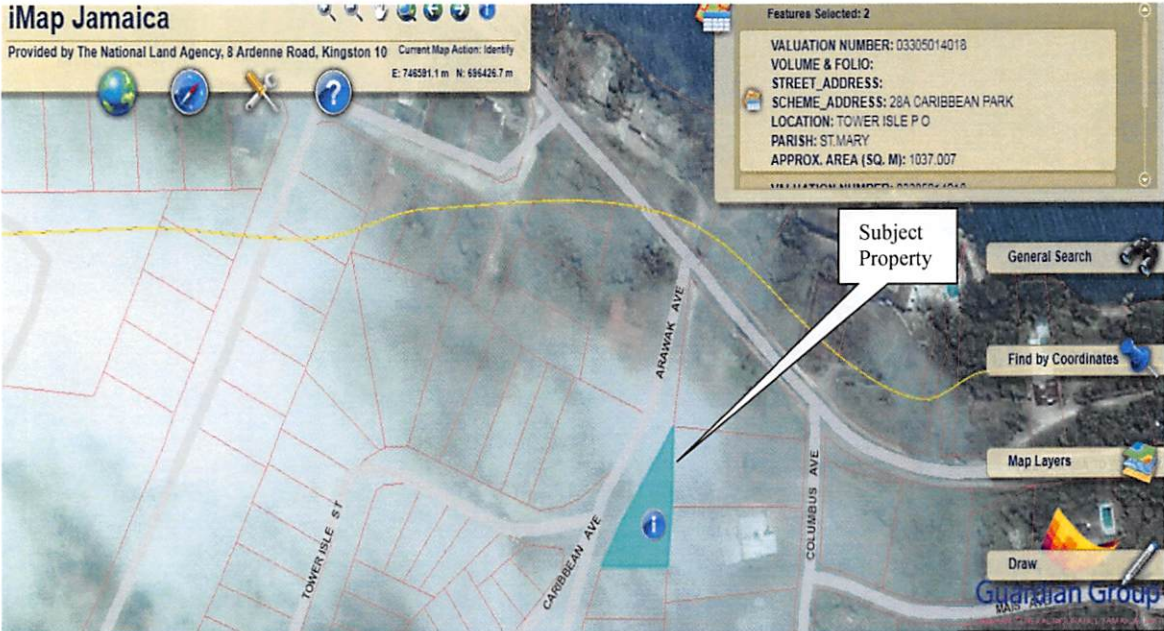 iMap Jamaica
Provided by The National Land Agency, 8 Ardenne Road, Kingston 10
Current Map Action: Identify
E: 746591.1 m N: 696426.7 m
Features Selected: 2
VALUATION NUMBER: 03305014018
VOLUME & FOLIO:
STREET_ADDRESS:
SCHEME_ADDRESS: 28A CARIBBEAN PARK
LOCATION: TOWER ISLE P O
PARISH: ST.MARY
APPROX. AREA (SQ. M): 1037.007
VALUATION NUMBER:
Subject
Property
General Search
Find by Coordinates
Map Layers
Draw
ARAWAK AVE
COLUMBUS AVE
CARIBBEAN AVE
TOWER ISLE ST
Guardian Group